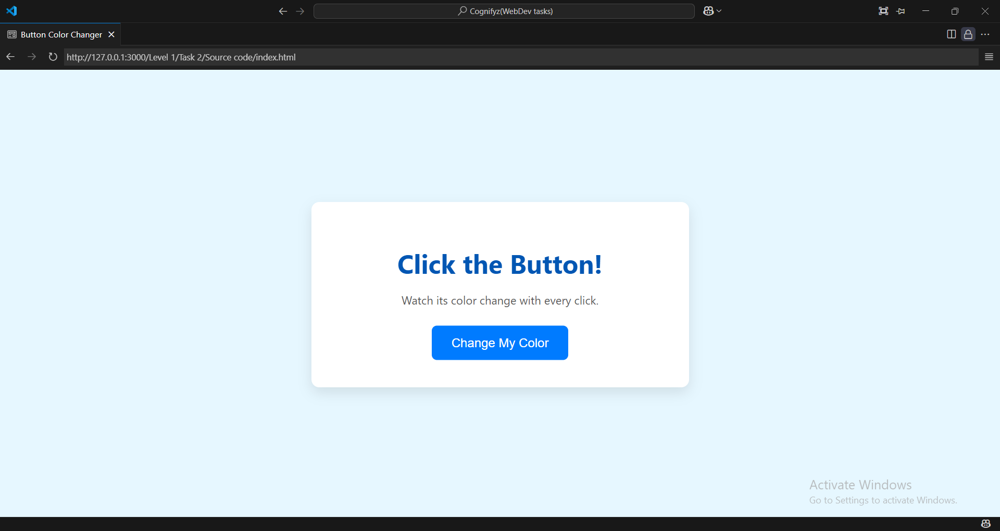 Cognifyz(WebDev tasks)
Button Color Changer
http://127.0.0.1:3000/Level 1/Task 2/Source code/index.html
Click the Button!
Watch its color change with every click.
Change My Color
Activate Windows
Go to Settings to activate Windows.